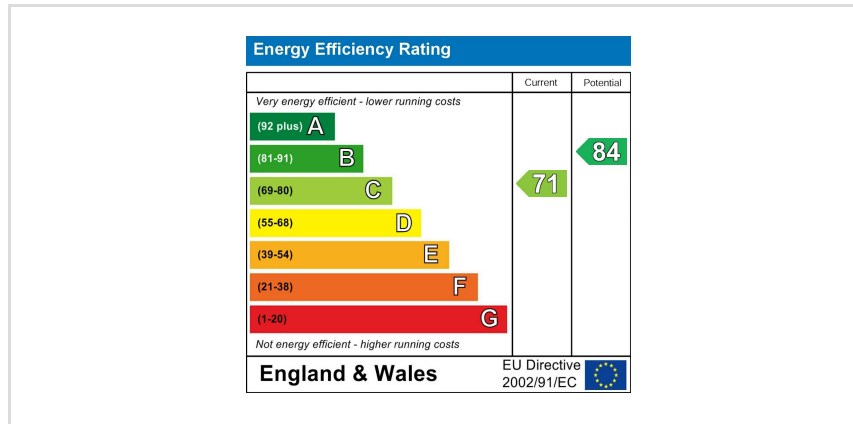 Energy Efficiency Rating
Current Potential
Very energy efficient - lower running costs
(92 plus) A
(81-91) B
84
(69-80) C
71
(55-68) D
(39-54) E
(21-38) F
(1-20) G
Not energy efficient - higher running costs
England & Wales
EU Directive
2002/91/EC